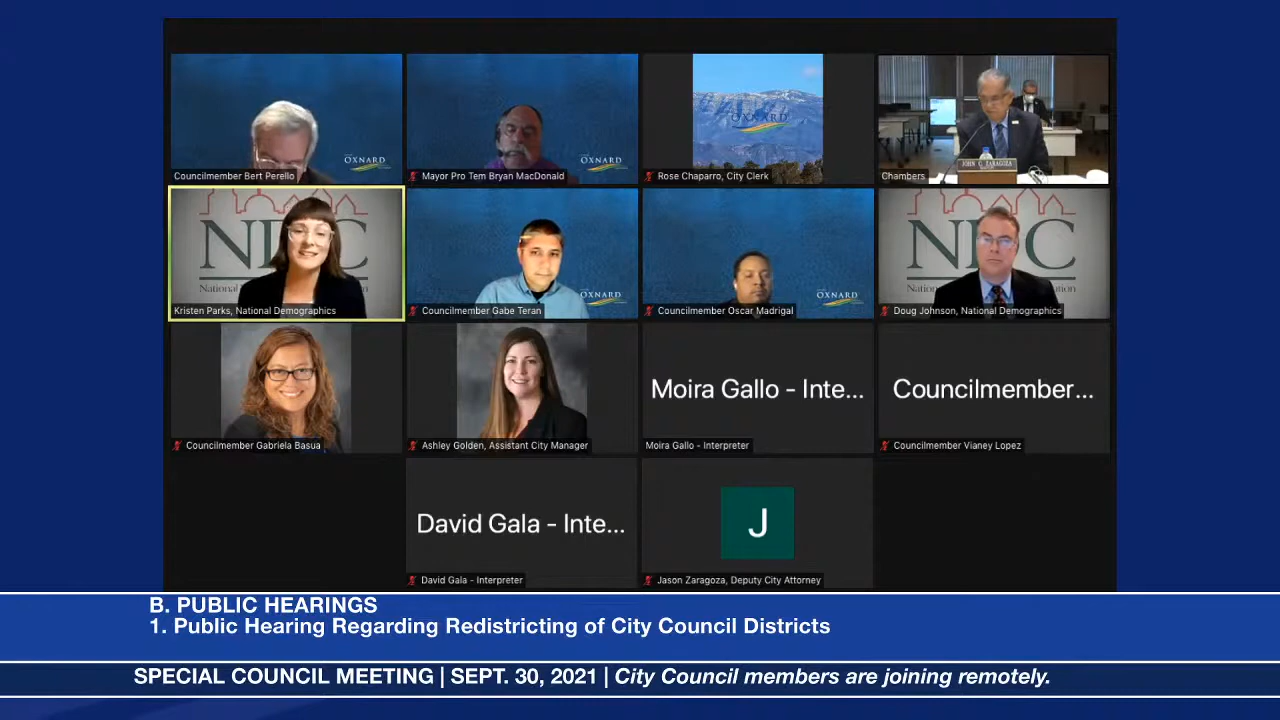 OXNARD
Councilmember Bert Perello
OXNARD
Mayor Pro Tem Bryan MacDonald
OXNARD
Rose Chaparro, City Clerk
JOHN C. ZARAGOZA
Chambers
Kristen Parks, National Demographics
OXNARD
Councilmember Gabe Teran
OXNARD
Councilmember Oscar Madrigal
Doug Johnson, National Demographics
Councilmember Gabriela Basua
Ashley Golden, Assistant City Manager
Moira Gallo - Inte...
Moira Gallo - Interpreter
Councilmember...
Councilmember Vianey Lopez
David Gala - Inte...
David Gala - Interpreter
J
Jason Zaragoza, Deputy City Attorney
B. PUBLIC HEARINGS
1. Public Hearing Regarding Redistricting of City Council Districts
SPECIAL COUNCIL MEETING | SEPT. 30, 2021 | City Council members are joining remotely.